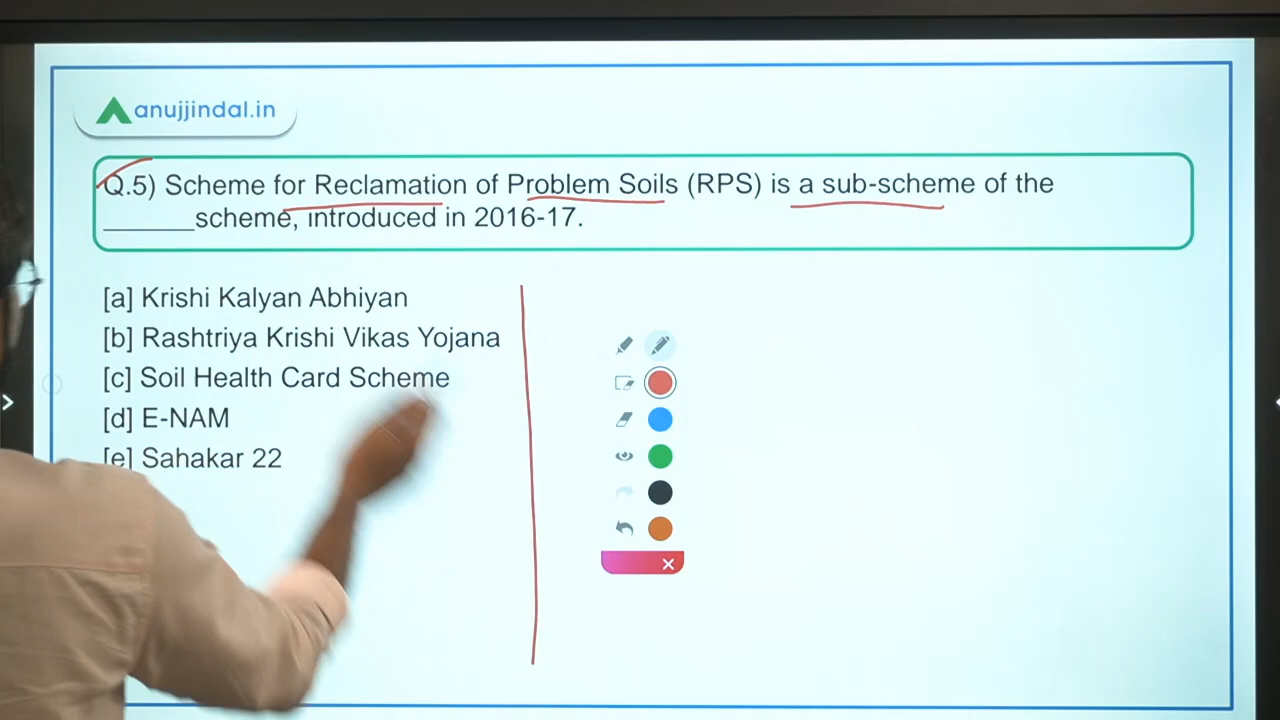 anujjindal.in
Q.5) Scheme for Reclamation of Problem Soils (RPS) is a sub-scheme of the
_______scheme, introduced in 2016-17.
[a] Krishi Kalyan Abhiyan
[b] Rashtriya Krishi Vikas Yojana
[c] Soil Health Card Scheme
[d] E-NAM
[e] Sahakar 22